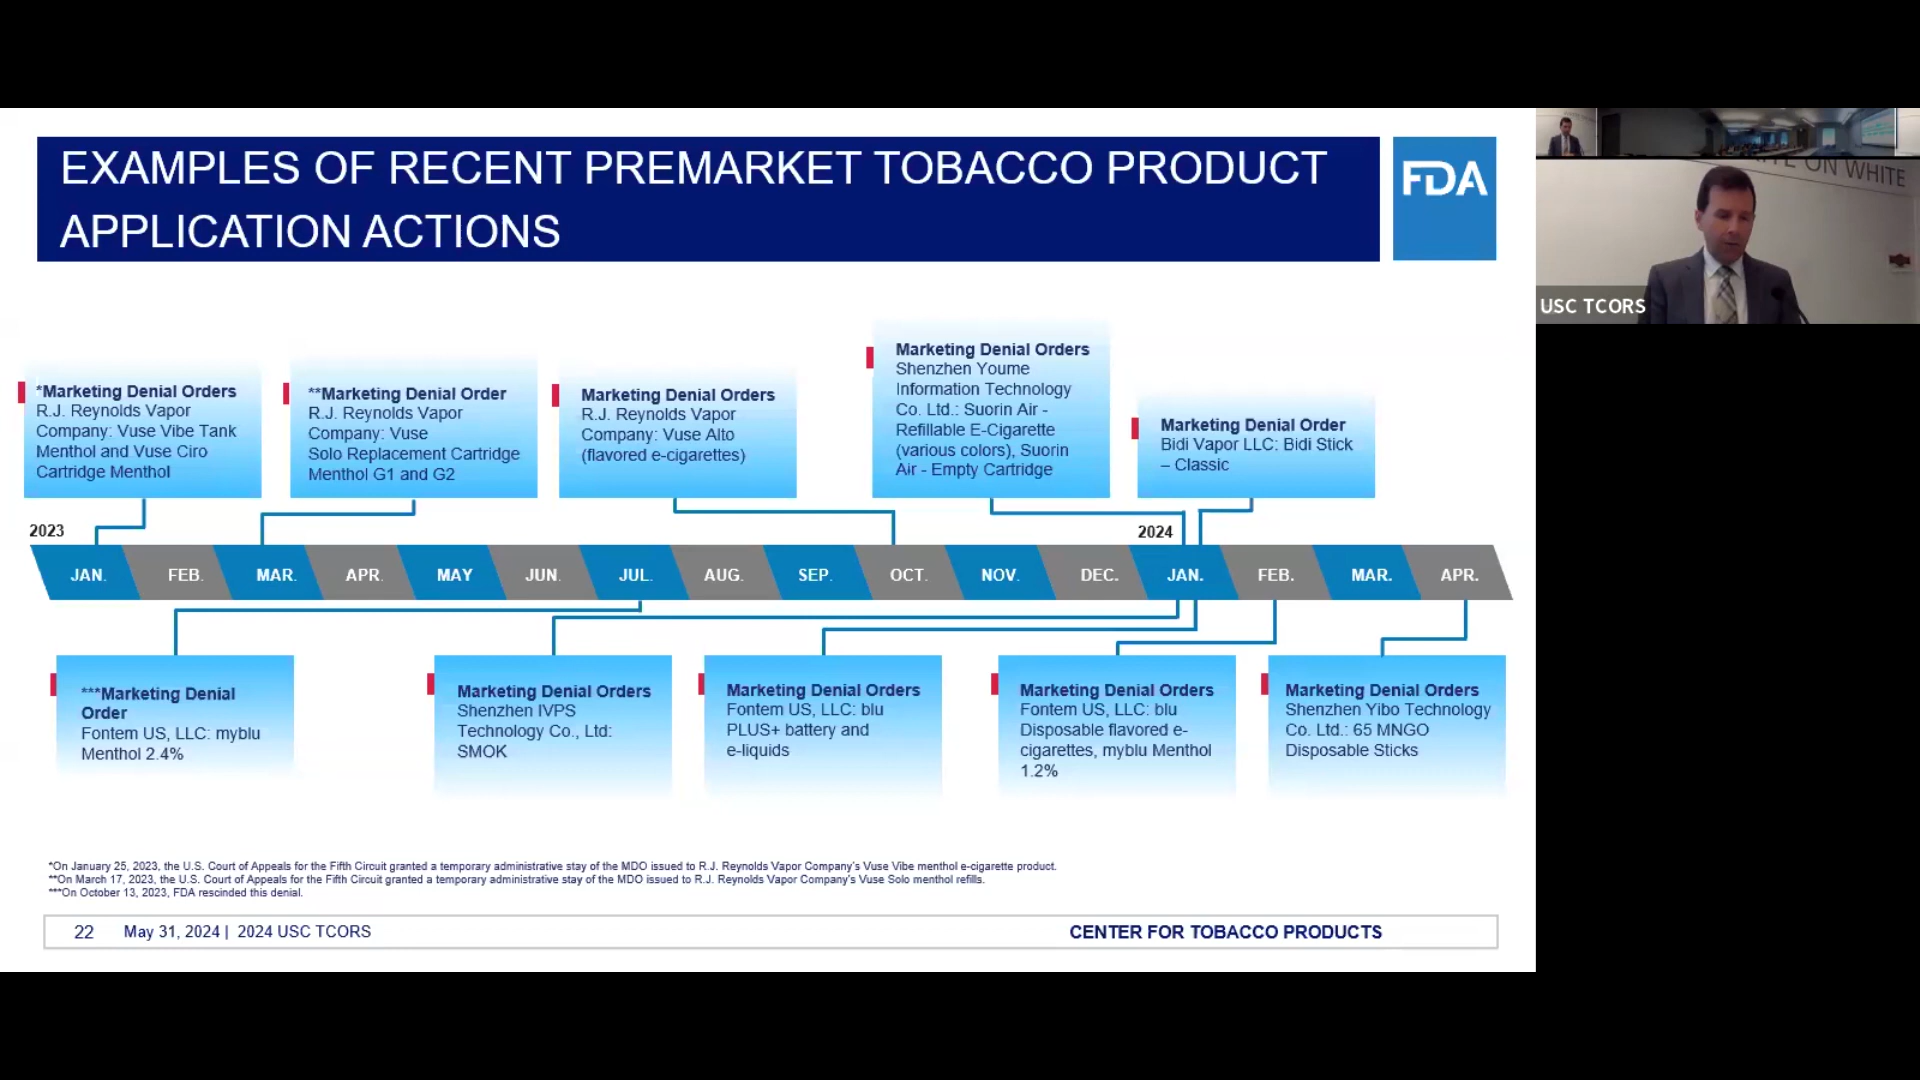 EXAMPLES OF RECENT PREMARKET TOBACCO PRODUCT
APPLICATION ACTIONS
FDA
ON WHITE
USC TCORS
*Marketing Denial Orders
R.J. Reynolds Vapor
Company: Vuse Vibe Tank
Menthol and Vuse Ciro
Cartridge Menthol
**Marketing Denial Order
R.J. Reynolds Vapor
Company: Vuse
Solo Replacement Cartridge
Menthol G1 and G2
Marketing Denial Orders
R.J. Reynolds Vapor
Company: Vuse Alto
(flavored e-cigarettes)
Marketing Denial Orders
Shenzhen Youme
Information Technology
Co. Ltd.: Suorin Air -
Refillable E-Cigarette
(various colors), Suorin
Air - Empty Cartridge
Marketing Denial Order
Bidi Vapor LLC: Bidi Stick
– Classic
2023
2024
JAN. FEB. MAR. APR. MAY JUN. JUL. AUG. SEP. OCT. NOV. DEC. JAN. FEB. MAR. APR.
***Marketing Denial
Order
Fontem US, LLC: myblu
Menthol 2.4%
Marketing Denial Orders
Shenzhen IVPS
Technology Co., Ltd:
SMOK
Marketing Denial Orders
Fontem US, LLC: blu
PLUS+ battery and
e-liquids
Marketing Denial Orders
Fontem US, LLC: blu
Disposable flavored e-
cigarettes, myblu Menthol
1.2%
Marketing Denial Orders
Shenzhen Yibo Technology
Co. Ltd.: 65 MNGO
Disposable Sticks
*On January 25, 2023, the U.S. Court of Appeals for the Fifth Circuit granted a temporary administrative stay of the MDO issued to R.J. Reynolds Vapor Company's Vuse Vibe menthol e-cigarette product.
**On March 17, 2023, the U.S. Court of Appeals for the Fifth Circuit granted a temporary administrative stay of the MDO issued to R.J. Reynolds Vapor Company's Vuse Solo menthol refills.
***On October 13, 2023, FDA rescinded this denial.
22 May 31, 2024 | 2024 USC TCORS
CENTER FOR TOBACCO PRODUCTS